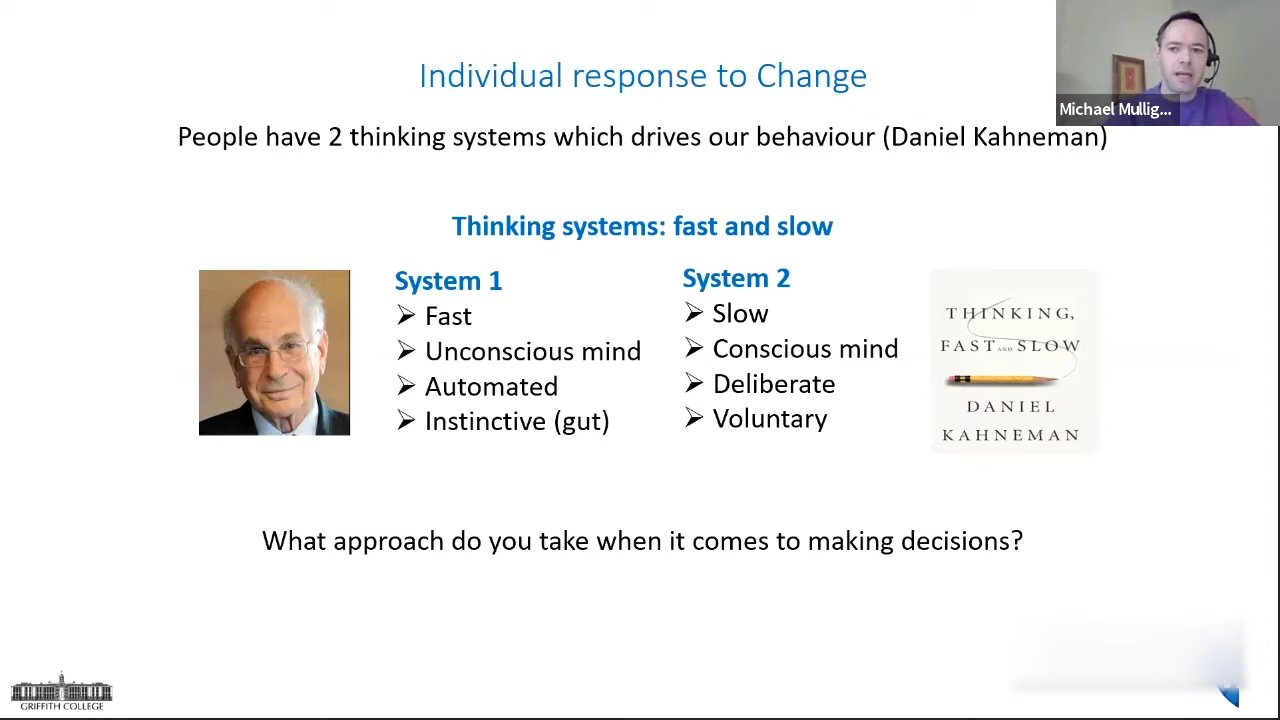 Individual response to Change
Michael Mullig...
People have 2 thinking systems which drives our behaviour (Daniel Kahneman)
Thinking systems: fast and slow
System 1
Fast
Unconscious mind
Automated
Instinctive (gut)
System 2
Slow
Conscious mind
Deliberate
Voluntary
THINKING,
FAST AND SLOW
DANIEL
KAHNEMAN
What approach do you take when it comes to making decisions?
GRIFFITH COLLEGE